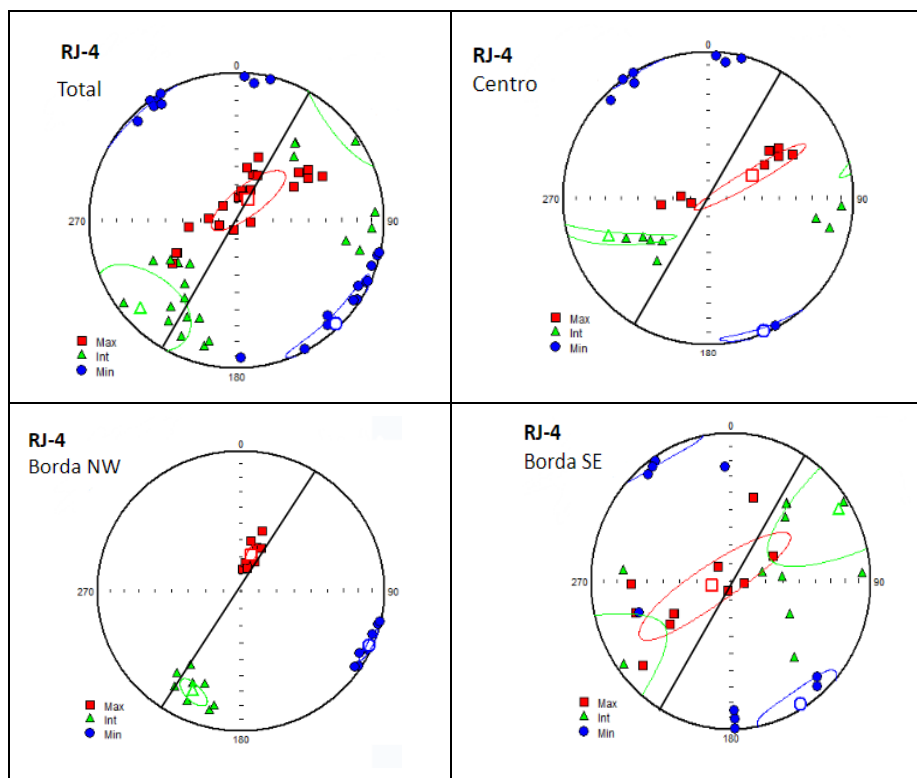 RJ-4
Total
0
270
90
180
Max
Int
Min
RJ-4
Centro
0
270
90
180
Max
Int
Min
RJ-4
Borda NW
0
270
90
180
Max
Int
Min
RJ-4
Borda SE
0
270
90
180
Max
Int
Min